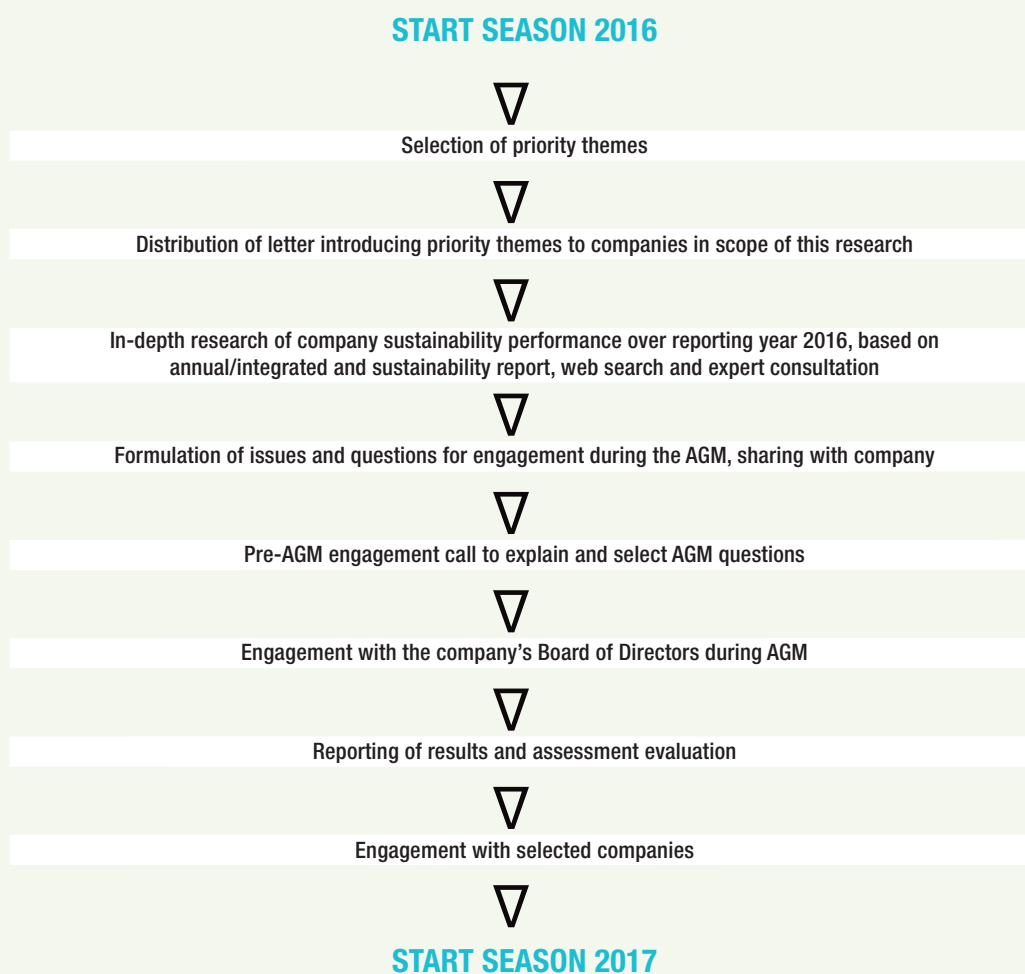 START SEASON 2016
Selection of priority themes
Distribution of letter introducing priority themes to companies in scope of this research
In-depth research of company sustainability performance over reporting year 2016, based on
annual/integrated and sustainability report, web search and expert consultation
Formulation of issues and questions for engagement during the AGM, sharing with company
Pre-AGM engagement call to explain and select AGM questions
Engagement with the company’s Board of Directors during AGM
Reporting of results and assessment evaluation
Engagement with selected companies
START SEASON 2017